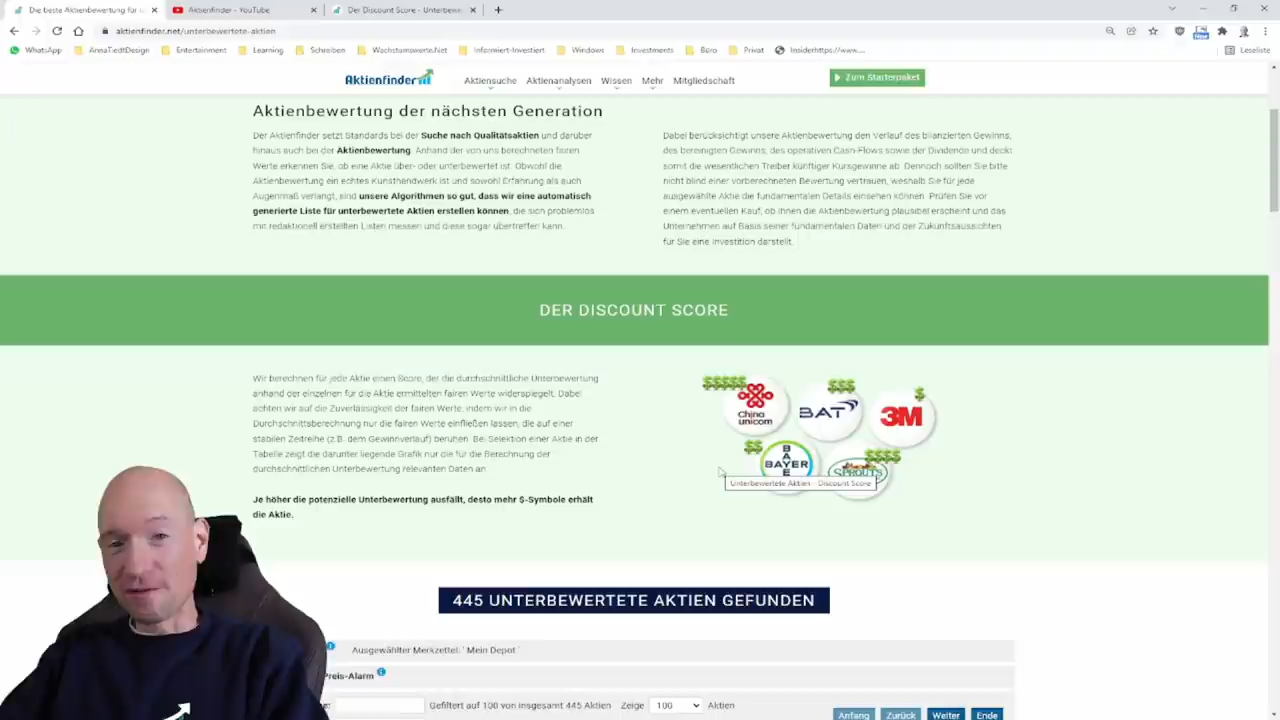 Die beste Aktienbewertung für u
Aktienfinder - YouTube
Der Discount Score - Unterbewe
aktienfinder.net/unterbewertete-aktien
WhatsApp
AnnaTiedtDesign
Entertainment
Learning
Schreiben
Wachstumswerte.Net
Informiert-Investiert
Windows
Investments
Büro
Privat
Insiderhttps://www....
Leseliste
Aktienfinder
Aktiensuche
Aktienanalysen
Wissen
Mehr
Mitgliedschaft
Zum Starterpaket
Aktienbewertung der nächsten Generation
Der Aktienfinder setzt Standards bei der Suche nach Qualitätsaktien und darüber
hinaus auch bei der Aktienbewertung. Anhand der von uns berechneten fairen
Werte erkennen Sie, ob eine Aktie über- oder unterbewertet ist. Obwohl die
Aktienbewertung ein echtes Kunsthandwerk ist und sowohl Erfahrung als auch
Augenmaß verlangt, sind unsere Algorithmen so gut, dass wir eine automatisch
generierte Liste für unterbewertete Aktien erstellen können, die sich problemlos
mit redaktionell erstellten Listen messen und diese sogar übertreffen kann.
Dabei berücksichtigt unsere Aktienbewertung den Verlauf des bilanzierten Gewinns,
des bereinigten Gewinns, des operativen Cash-Flows sowie der Dividende und deckt
somit die wesentlichen Treiber künftiger Kursgewinne ab. Dennoch sollten Sie bitte
nicht blind einer vorberechneten Bewertung vertrauen, weshalb Sie für jede
ausgewählte Aktie die fundamentalen Details einsehen können. Prüfen Sie vor
einem eventuellen Kauf, ob Ihnen die Aktienbewertung plausibel erscheint und das
Unternehmen auf Basis seiner fundamentalen Daten und der Zukunftsaussichten
für Sie eine Investition darstellt.
DER DISCOUNT SCORE
Wir berechnen für jede Aktie einen Score, der die durchschnittliche Unterbewertung
anhand der einzelnen für die Aktie ermittelten fairen Werte widerspiegelt. Dabei
achten wir auf die Zuverlässigkeit der fairen Werte, indem wir in die
Durchschnittsberechnung nur die fairen Werte einfließen lassen, die auf einer
stabilen Zeitreihe (z.B. dem Gewinnverlauf) beruhen. Bei Selektion einer Aktie in der
Tabelle zeigt die darunter liegende Grafik nur die für die Berechnung der
durchschnittlichen Unterbewertung relevanten Daten an.
Je höher die potenzielle Unterbewertung ausfällt, desto mehr $-Symbole erhält
die Aktie.
$$$$$
China
unicom
$$$
BAT
$
3M
$$
BAYER
BAYER
$$$$
SPROUTS
Unterbewertete Aktien - Discount Score
445 UNTERBEWERTETE AKTIEN GEFUNDEN
Ausgewählter Merkzettel: ' Mein Depot '
Preis-Alarm
Gefiltert auf 100 von insgesamt 445 Aktien Zeige 100 Aktien
Anfang
Zurück
Weiter
Ende